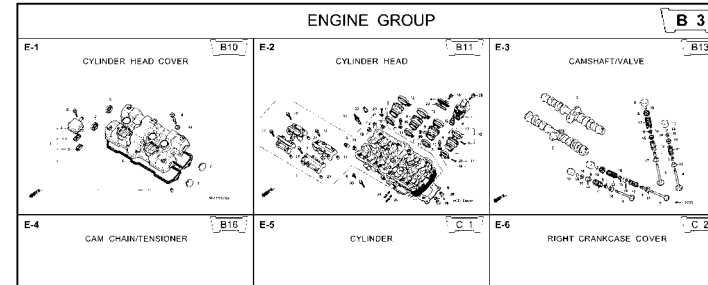 ENGINE GROUP
B 3
E-1
B10
CYLINDER HEAD COVER
E-2
B11
CYLINDER HEAD
E-3
B13
CAMSHAFT/VALVE
E-4
B16
CAM CHAIN/TENSIONER
E-5
C 1
CYLINDER
E-6
C 2
RIGHT CRANKCASE COVER